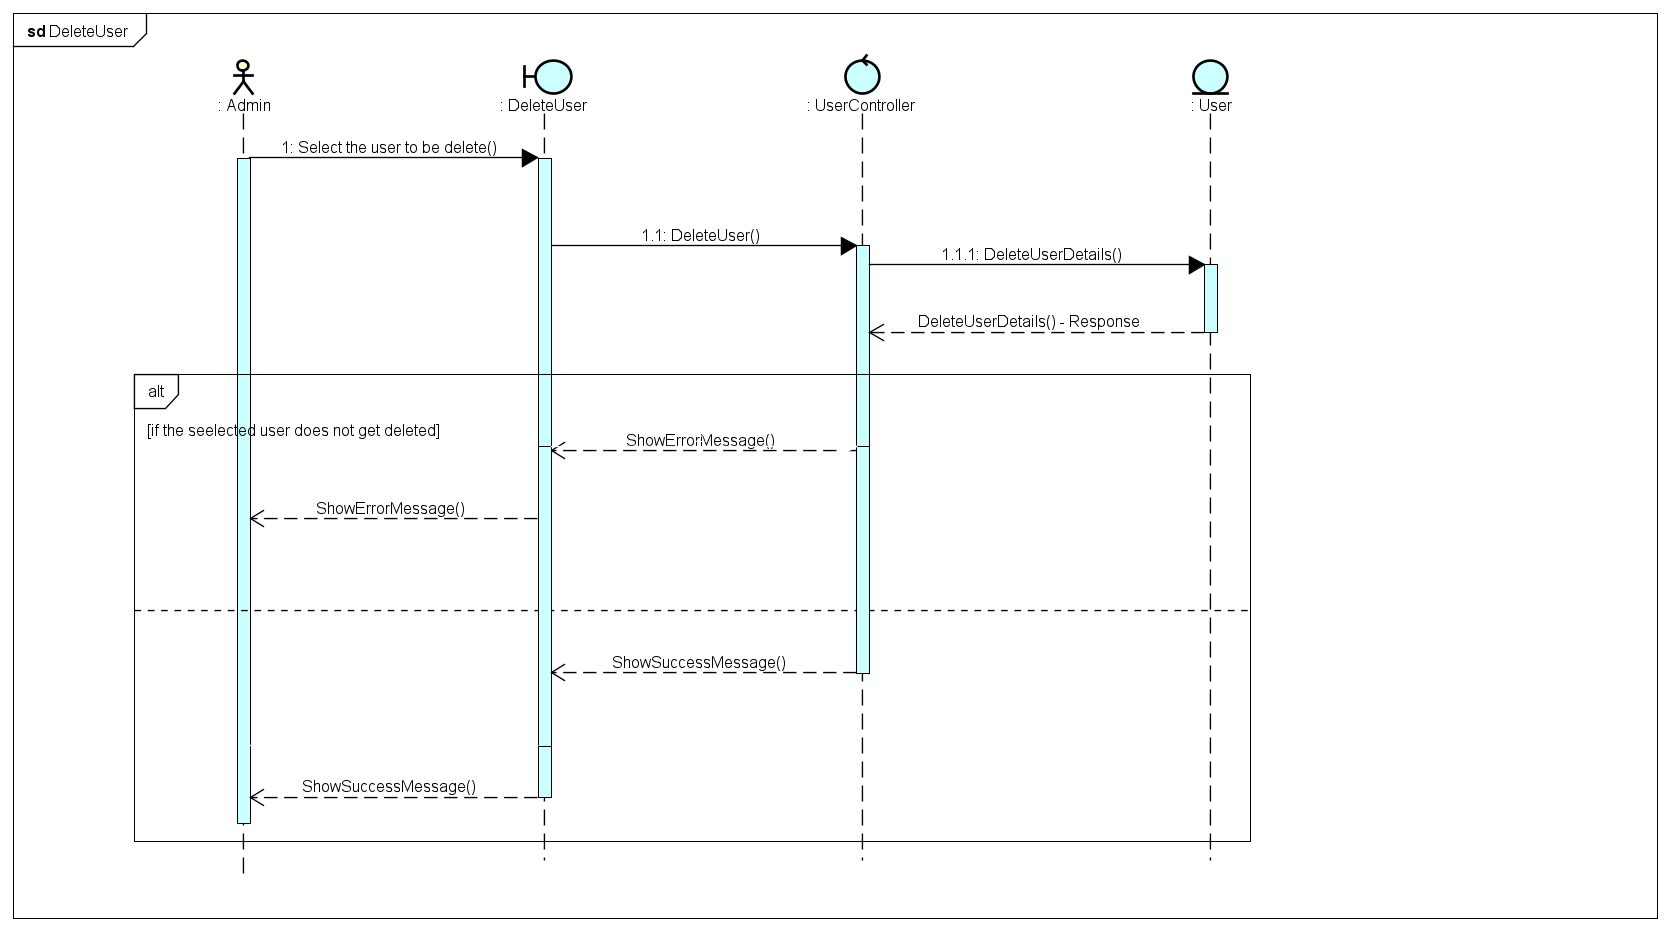 sd DeleteUser
: Admin
: DeleteUser
: UserController
: User
1: Select the user to be delete()
1.1: DeleteUser()
1.1.1: DeleteUserDetails()
DeleteUserDetails() - Response
alt
[if the seelected user does not get deleted]
ShowErrorMessage()
ShowErrorMessage()
ShowSuccessMessage()
ShowSuccessMessage()